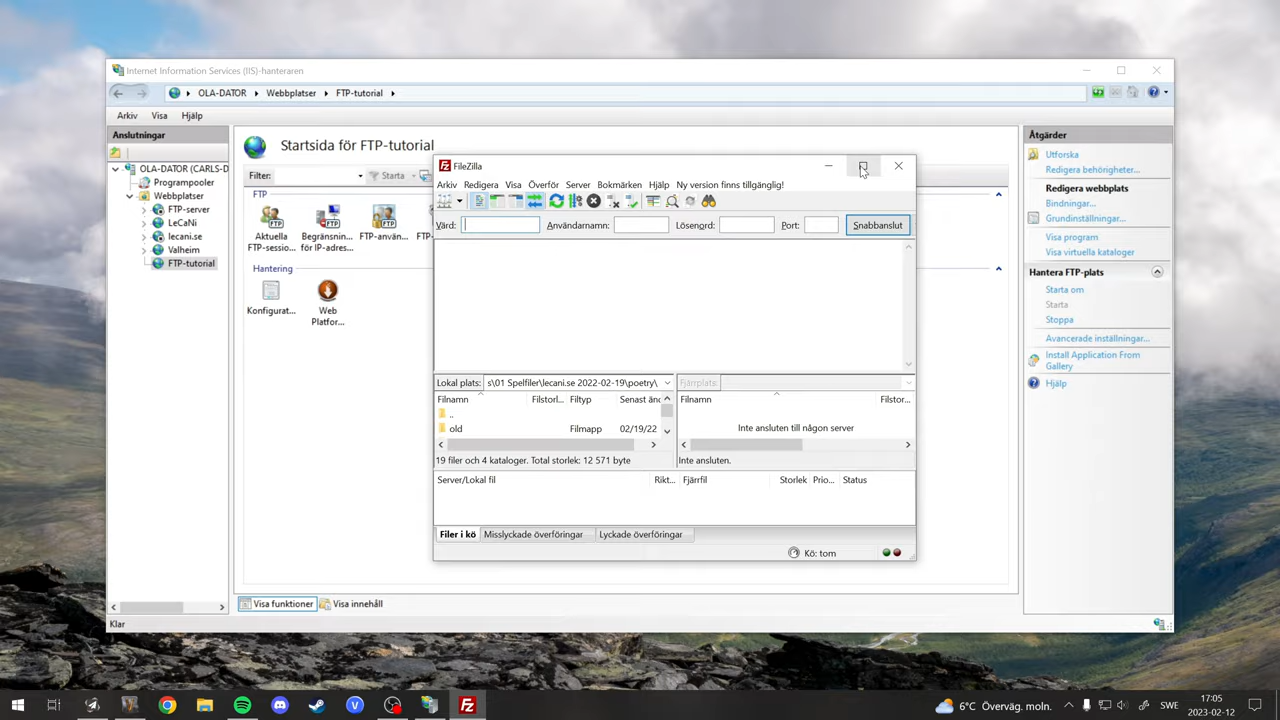 Internet Information Services (IIS)-hanteraren
OLA-DATOR
Webbplatser
FTP-tutorial
Arkiv
Visa
Hjälp
Anslutningar
OLA-DATOR (CARLS-D
Programpooler
Webbplatser
FTP-server
LeCaNi
lecani.se
Valheim
FTP-tutorial
Startsida för FTP-tutorial
Filter:
Starta
FTP
Aktuella
FTP-sessio...
Begränsnin...
för IP-adres...
FTP-använ...
Hantering
Konfigurat...
Web
Platfor...
FileZilla
Arkiv
Redigera
Visa
Överför
Server
Bokmärken
Hjälp
Ny version finns tillgänglig!
Värd:
Användarnamn:
Lösengrd:
Port:
Snabbanslut
Lokal plats:
s\01 Spelfiler\lecani.se 2022-02-19\poetry\
Fjärrplats:
Filnamn
Filstorl...
Filtyp
Senast änd
..
old
Filmapp
02/19/22
19 filer och 4 kataloger. Total storlek: 12 571 byte
Filnamn
Filstor...
Inte ansluten till någon server
Inte ansluten.
Server/Lokal fil
Rikt...
Fjärrfil
Storlek
Prio...
Status
Filer i kö
Misslyckade överföringar
Lyckade överföringar
Kö: tom
Visa funktioner
Visa innehåll
Klar
Åtgärder
Utforska
Redigera behörigheter...
Redigera webbplats
Bindningar...
Grundinställningar...
Visa program
Visa virtuella kataloger
Hantera FTP-plats
Starta om
Starta
Stoppa
Avancerade inställningar...
Install Application From
Gallery
Hjälp
6°C Överväg. moln.
SWE
17:05
2023-02-12